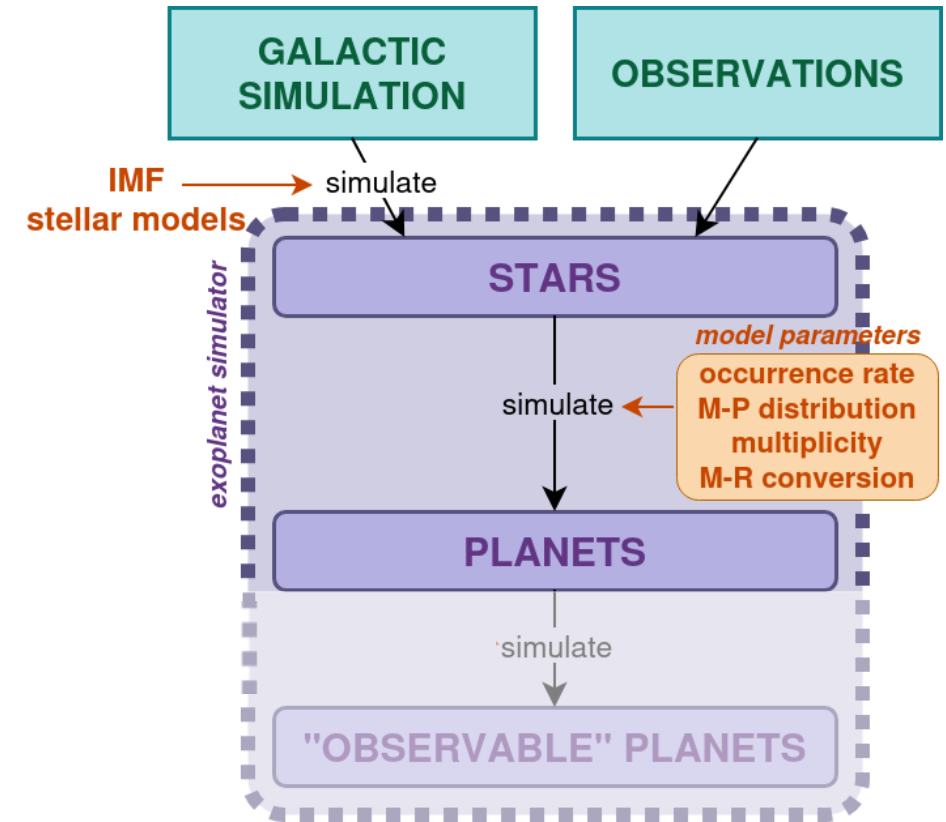 GALACTIC
SIMULATION
OBSERVATIONS
IMF
stellar models
simulate
exoplanet simulator
STARS
model parameters
occurrence rate
M-P distribution
multiplicity
M-R conversion
simulate
PLANETS
simulate
"OBSERVABLE" PLANETS